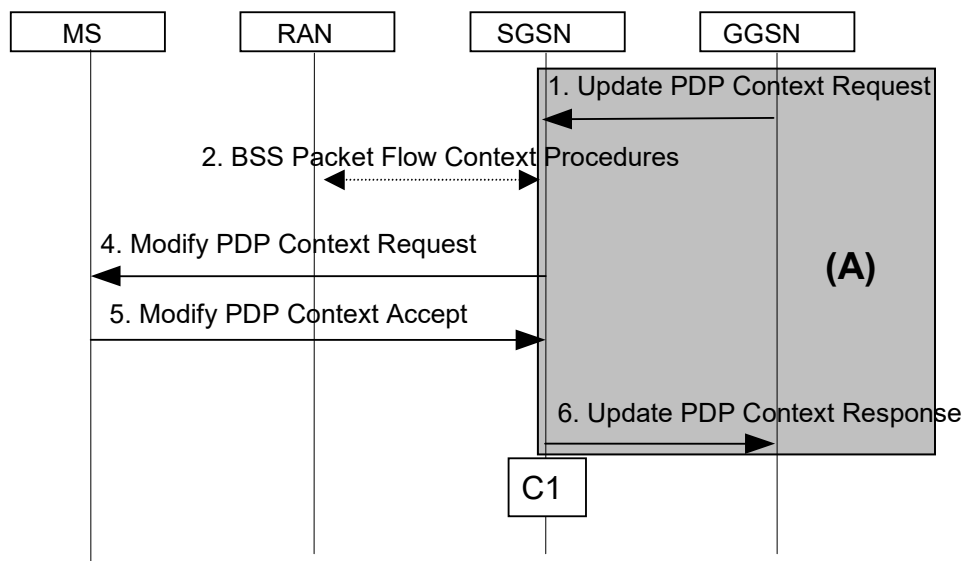 MS
RAN
SGSN
GGSN
1. Update PDP Context Request
2. BSS Packet Flow Context Procedures
4. Modify PDP Context Request
(A)
5. Modify PDP Context Accept
6. Update PDP Context Response
C1